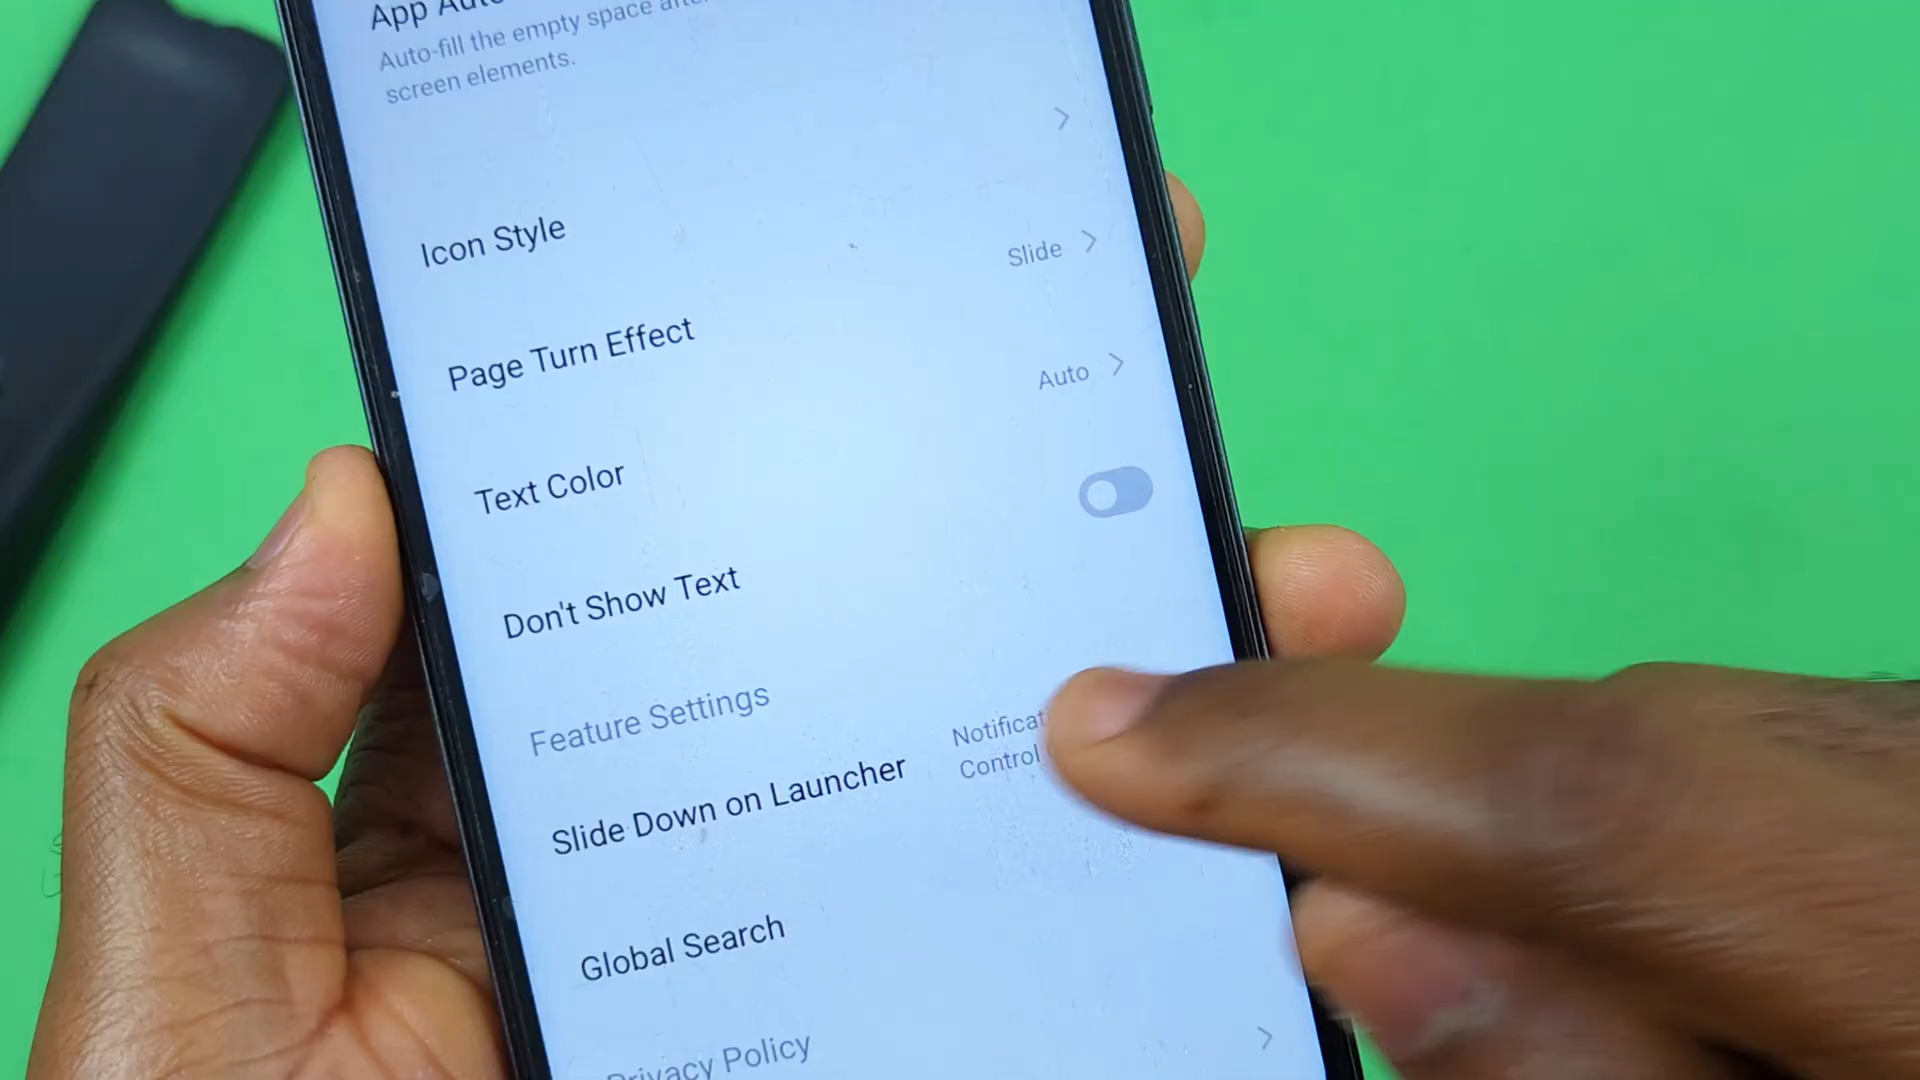 App
Auto-fill the empty space
screen elements.
Icon Style
Slide
Page Turn Effect
Auto
Text Color
Don't Show Text
Feature Settings
Slide Down on Launcher
Control
Global Search
Privacy Policy